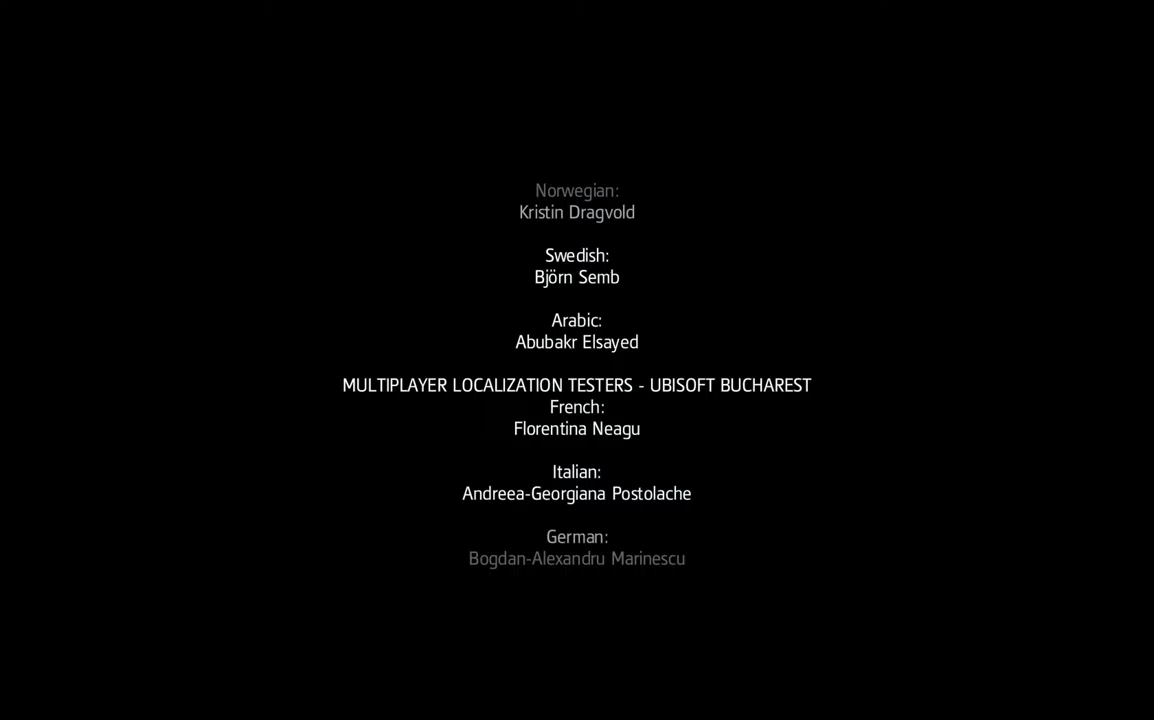 Norwegian:
Kristin Dragvold
Swedish:
Björn Semb
Arabic:
Abubakr Elsayed
MULTIPLAYER LOCALIZATION TESTERS - UBISOFT BUCHAREST
French:
Florentina Neagu
Italian:
Andreea-Georgiana Postolache
German:
Bogdan-Alexandru Marinescu